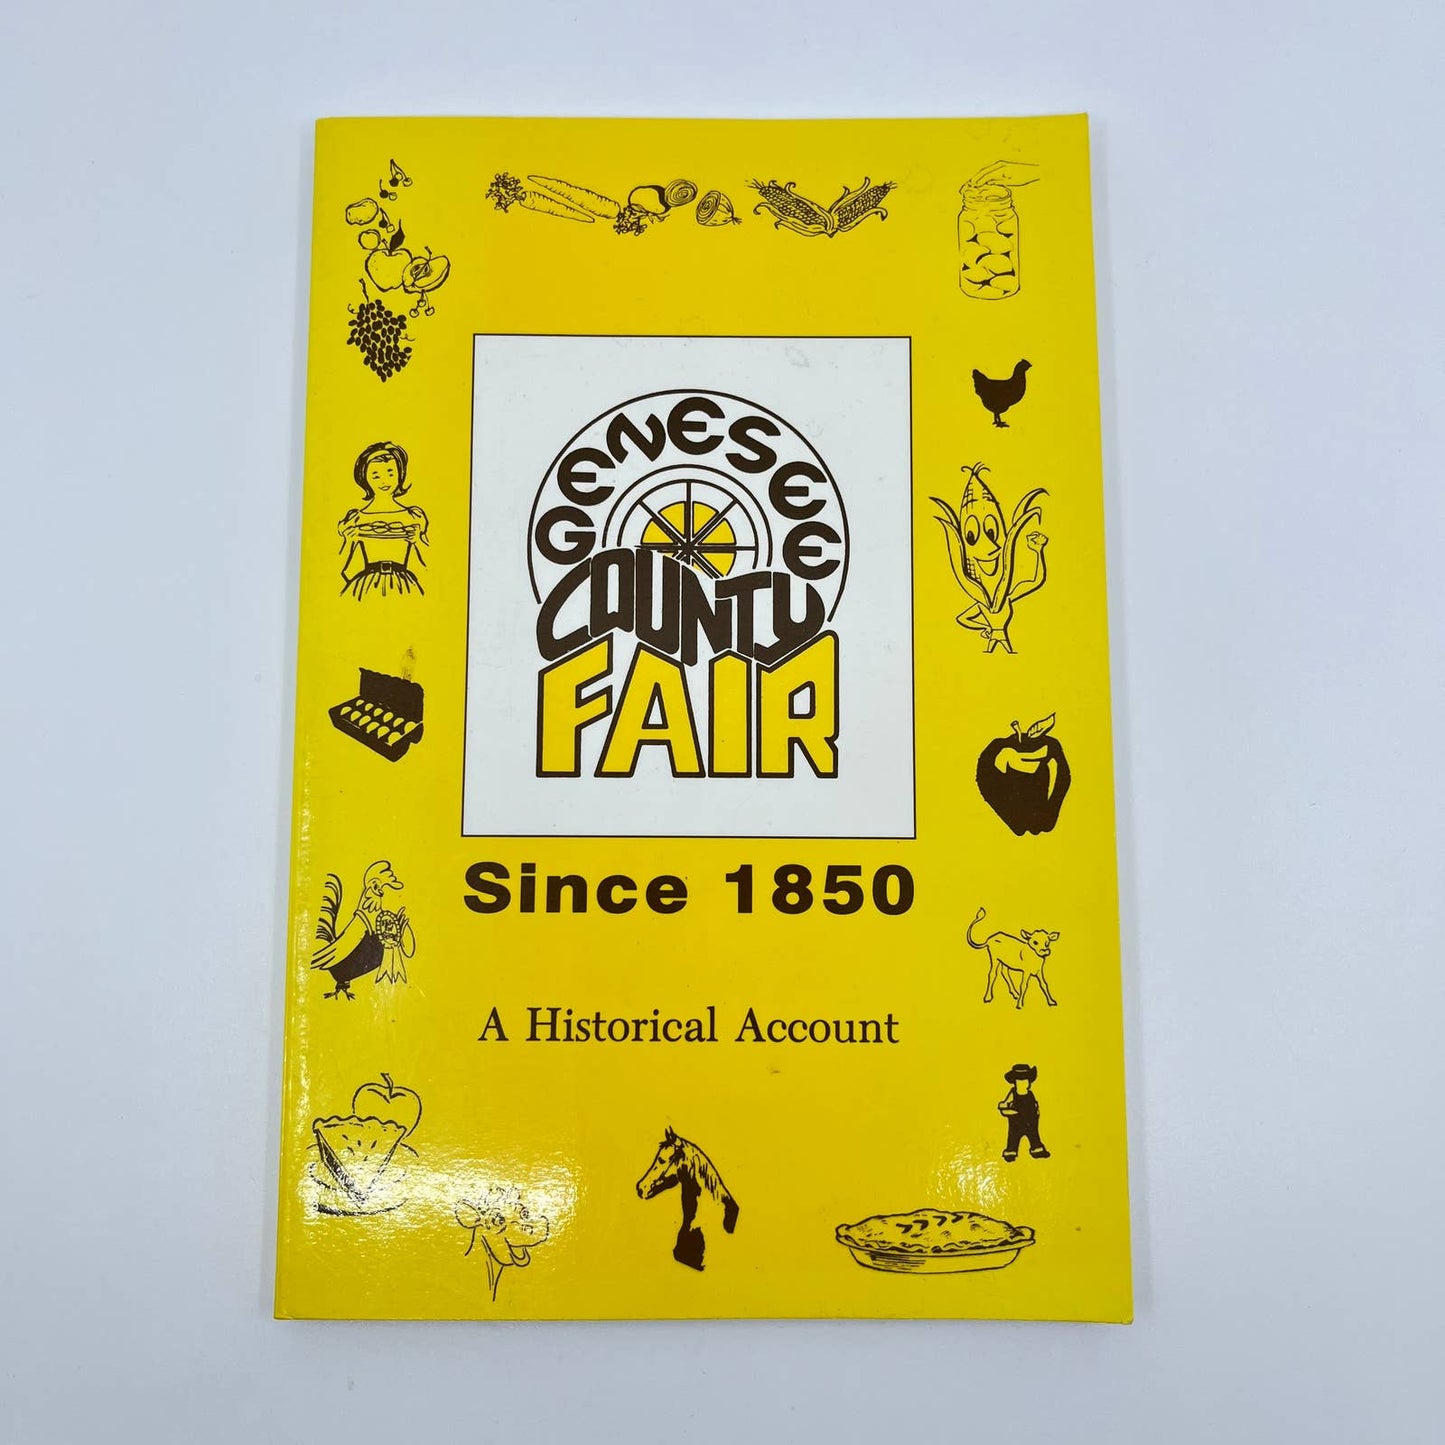 GENESEE
COUNTY
FAIR
Since 1850
A Historical Account